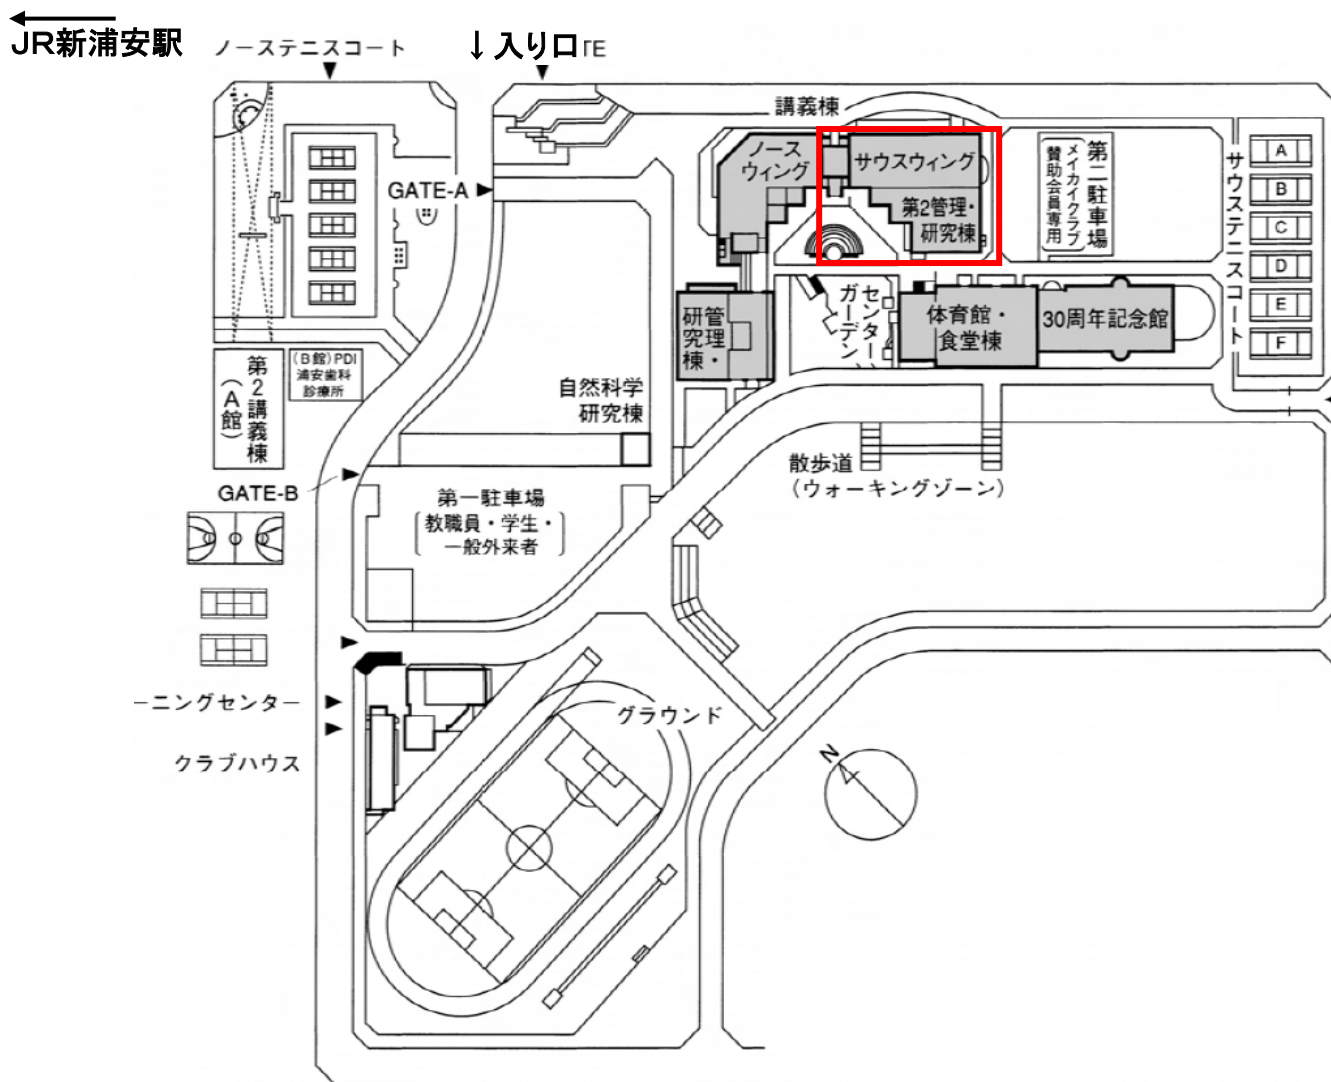 JR新浦安駅
ノーステニスコート
↓入り口TE
講義棟
ノース
ウィング
サウスウィング
第2管理・
研究棟
第二駐車場
メイカイクラブ
賛助会員専用
サウステニスコート
A
B
C
D
E
F
GATE-A
センター
ガーデン
体育館・
食堂棟
30周年記念館
管理・
研究棟
第2講義棟
(A館)
(B館)PDI
浦安歯科
診療所
自然科学
研究棟
散歩道
(ウォーキングゾーン)
GATE-B
第一駐車場
教職員・学生・
一般外来者
ーニングセンター
クラブハウス
グラウンド
N